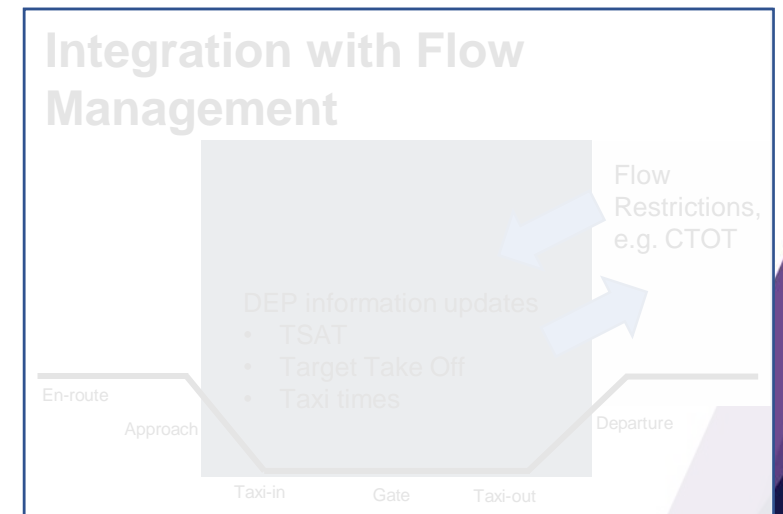 Integration with Flow
Management
Flow
Restrictions,
e.g. CTOT
DEP information updates
• TSAT
• Target Take Off
• Taxi times
En-route
Approach
Departure
Taxi-in
Gate
Taxi-out